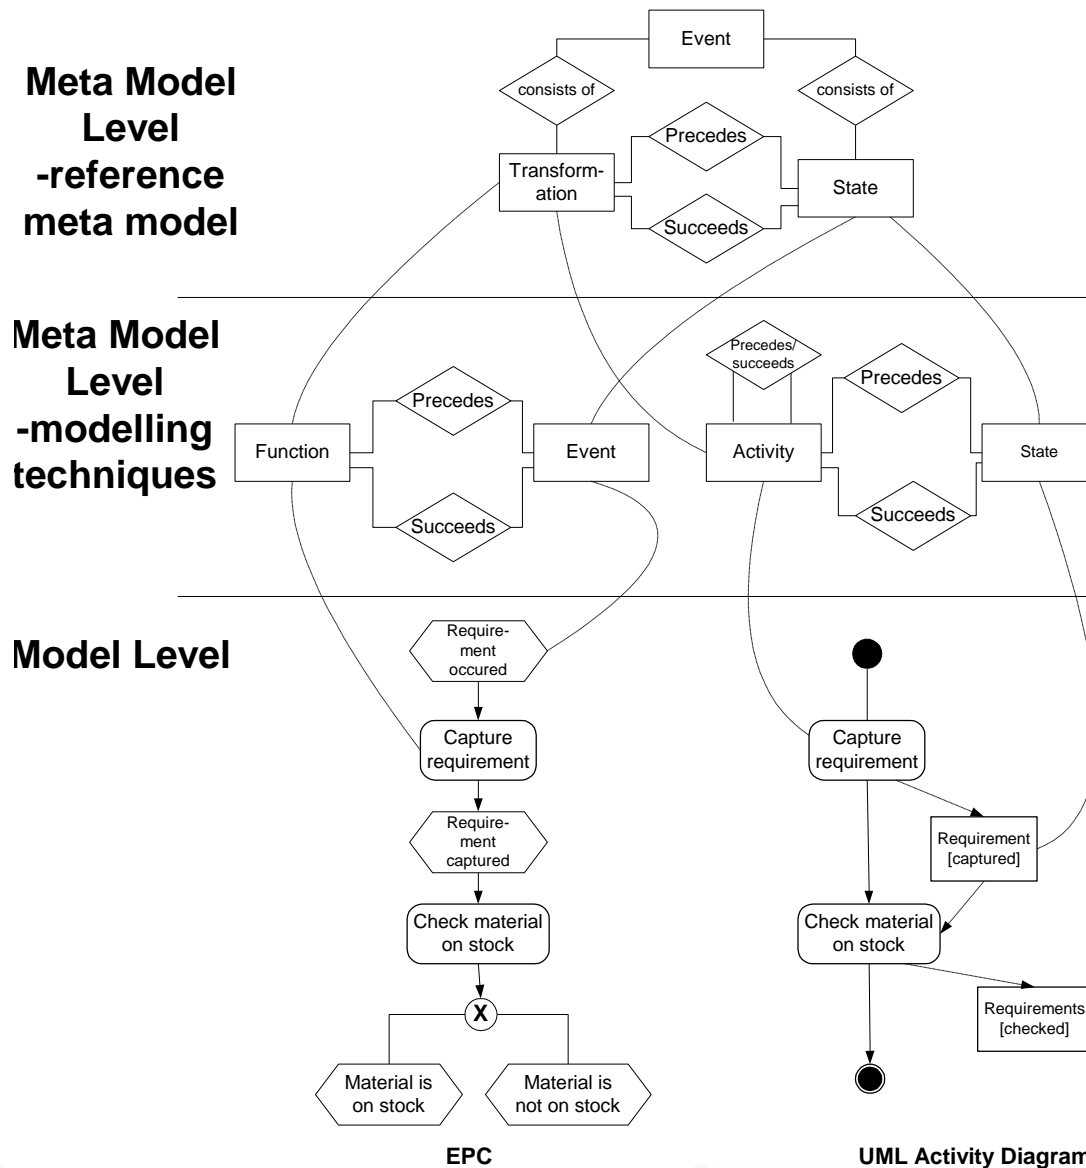 Meta Model
Level
-reference
meta model
Event
consists of
consists of
Precedes
Transform-
ation
State
Succeeds
Meta Model
Level
-modelling
techniques
Precedes/
succeeds
Precedes
Precedes
Function
Event
Activity
State
Succeeds
Succeeds
Model Level
Require-
ment
occured
Capture
requirement
Require-
ment
captured
Check material
on stock
X
Material is
on stock
Material is
not on stock
EPC
Capture
requirement
Requirement
[captured]
Check material
on stock
Requirements
[checked]
UML Activity Diagram